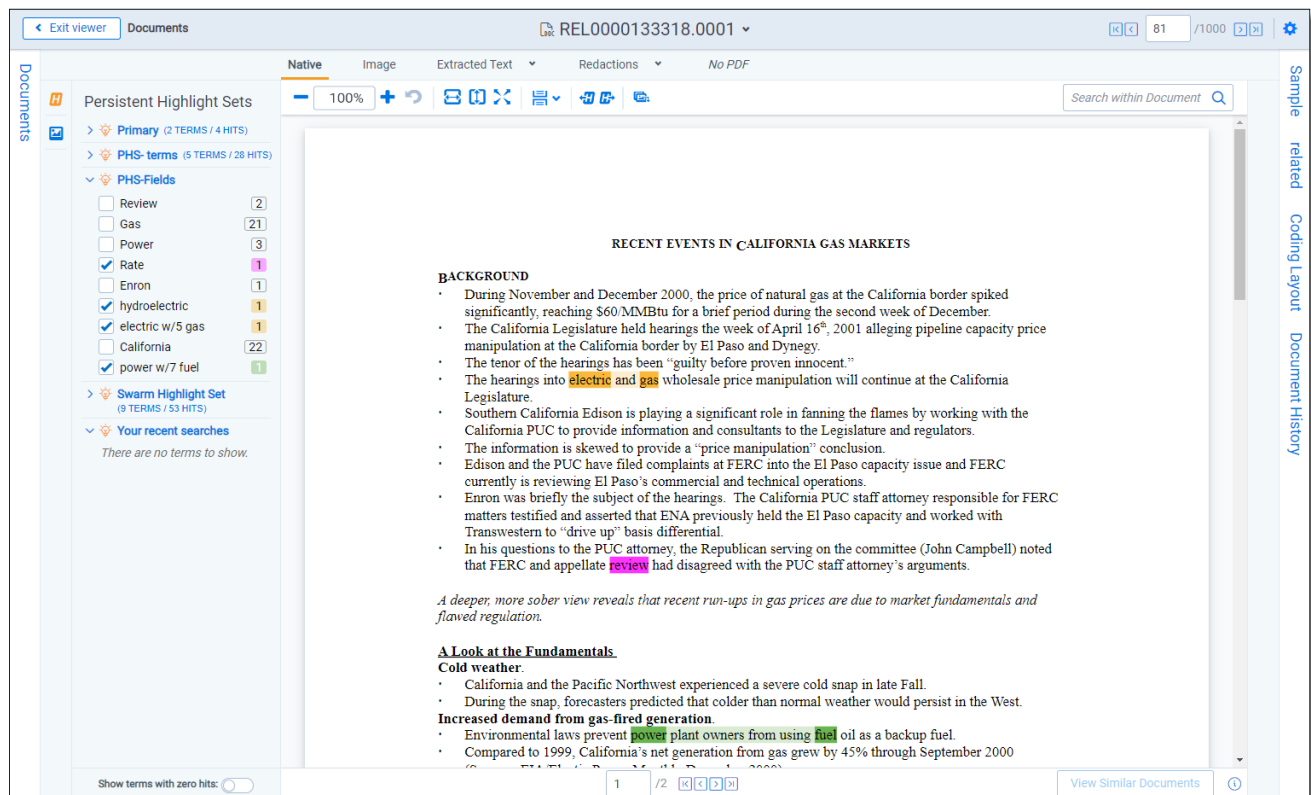 Exit viewer Documents REL0000133318.0001 81 /1000
Native Image Extracted Text Redactions No PDF
Documents
Persistent Highlight Sets
100%
Search within Document
Primary (2 TERMS / 4 HITS)
PHS- terms (5 TERMS / 28 HITS)
PHS-Fields
Review 2
Gas 21
Power 3
Rate 1
Enron 1
hydroelectric 1
electric w/5 gas 1
California 22
power w/7 fuel 1
Swarm Highlight Set
(9 TERMS / 53 HITS)
Your recent searches
There are no terms to show.
Show terms with zero hits:
RECENT EVENTS IN CALIFORNIA GAS MARKETS
BACKGROUND
· During November and December 2000, the price of natural gas at the California border spiked
significantly, reaching $60/MMBtu for a brief period during the second week of December.
· The California Legislature held hearings the week of April 16th, 2001 alleging pipeline capacity price
manipulation at the California border by El Paso and Dynegy.
· The tenor of the hearings has been “guilty before proven innocent.”
· The hearings into electric and gas wholesale price manipulation will continue at the California
Legislature.
· Southern California Edison is playing a significant role in fanning the flames by working with the
California PUC to provide information and consultants to the Legislature and regulators.
· The information is skewed to provide a “price manipulation” conclusion.
· Edison and the PUC have filed complaints at FERC into the El Paso capacity issue and FERC
currently is reviewing El Paso’s commercial and technical operations.
· Enron was briefly the subject of the hearings. The California PUC staff attorney responsible for FERC
matters testified and asserted that ENA previously held the El Paso capacity and worked with
Transwestern to “drive up” basis differential.
· In his questions to the PUC attorney, the Republican serving on the committee (John Campbell) noted
that FERC and appellate review had disagreed with the PUC staff attorney’s arguments.
A deeper, more sober view reveals that recent run-ups in gas prices are due to market fundamentals and
flawed regulation.
A Look at the Fundamentals
Cold weather.
· California and the Pacific Northwest experienced a severe cold snap in late Fall.
· During the snap, forecasters predicted that colder than normal weather would persist in the West.
Increased demand from gas-fired generation.
· Environmental laws prevent power plant owners from using fuel oil as a backup fuel.
· Compared to 1999, California’s net generation from gas grew by 45% through September 2000
1 /2
View Similar Documents
Sample
related
Coding Layout
Document History